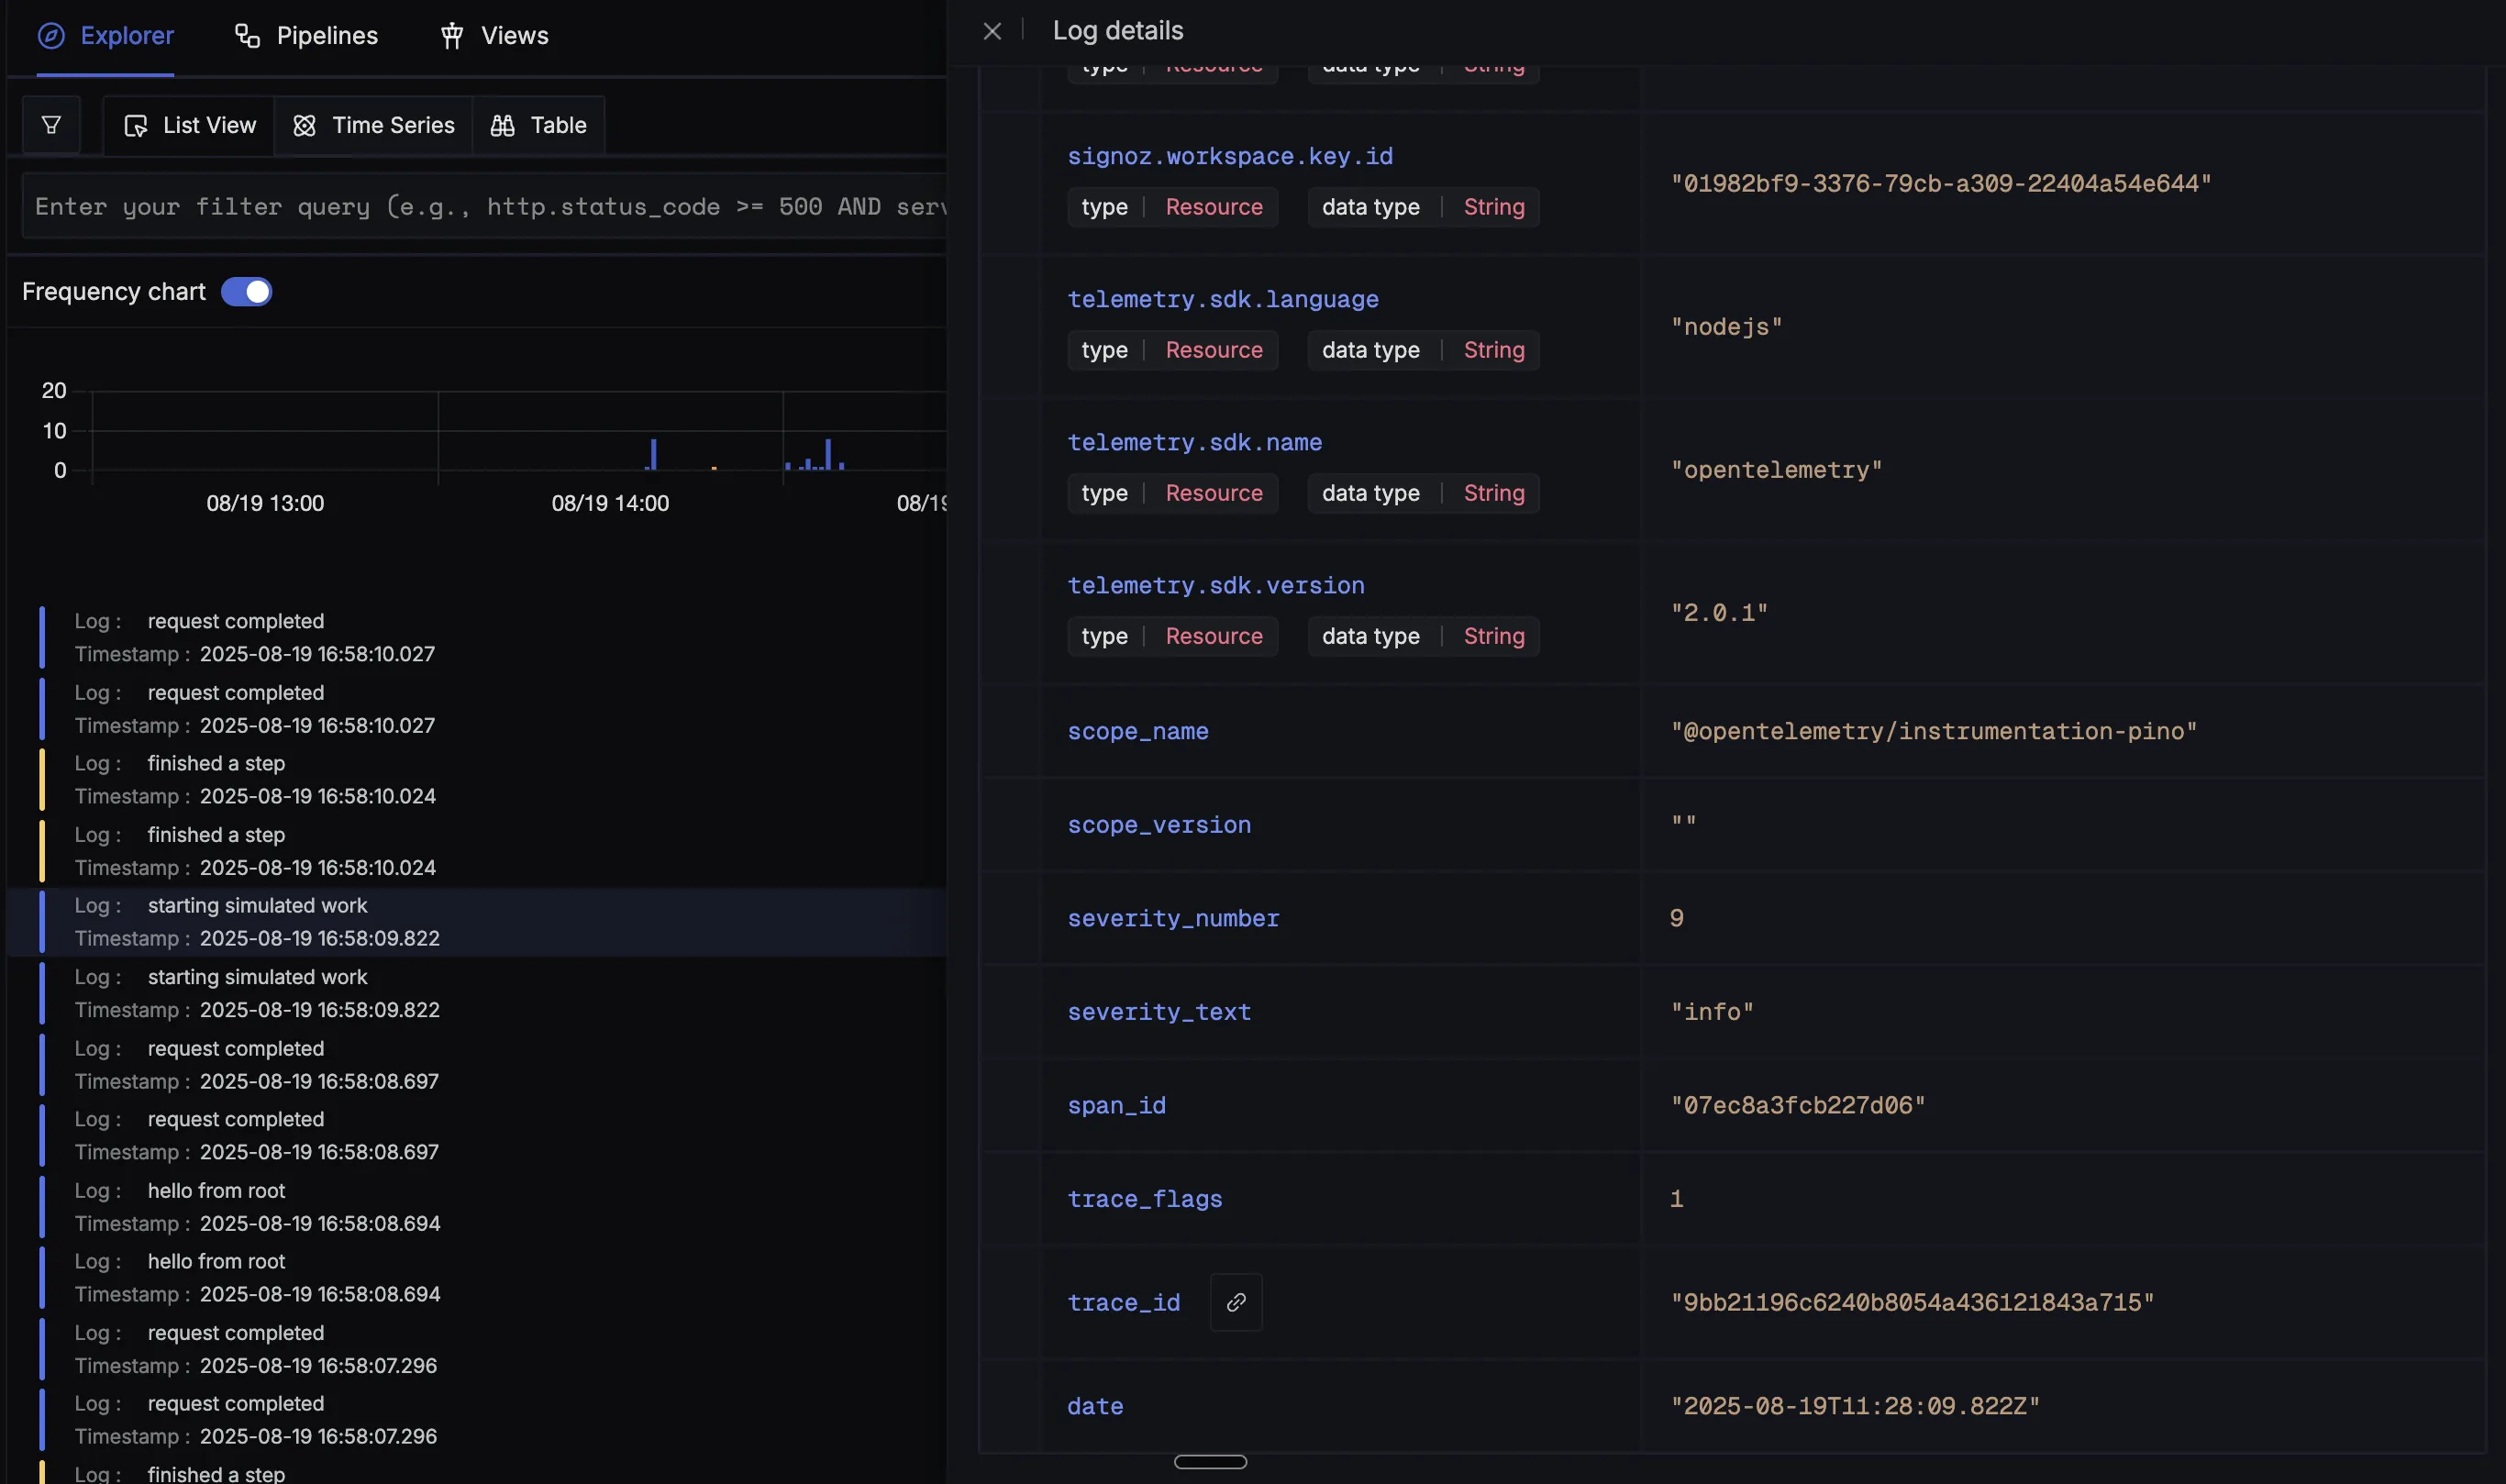 Explorer Pipelines Views
List View Time Series Table
Enter your filter query (e.g., http.status_code >= 500 AND serv
Frequency chart
20
10
0
08/19 13:00 08/19 14:00 08/19
Log : request completed
Timestamp : 2025-08-19 16:58:10.027
Log : request completed
Timestamp : 2025-08-19 16:58:10.027
Log : finished a step
Timestamp : 2025-08-19 16:58:10.024
Log : finished a step
Timestamp : 2025-08-19 16:58:10.024
Log : starting simulated work
Timestamp : 2025-08-19 16:58:09.822
Log : starting simulated work
Timestamp : 2025-08-19 16:58:09.822
Log : request completed
Timestamp : 2025-08-19 16:58:08.697
Log : request completed
Timestamp : 2025-08-19 16:58:08.697
Log : hello from root
Timestamp : 2025-08-19 16:58:08.694
Log : hello from root
Timestamp : 2025-08-19 16:58:08.694
Log : request completed
Timestamp : 2025-08-19 16:58:07.296
Log : request completed
Timestamp : 2025-08-19 16:58:07.296
Log : finished a step
Log details
type Resource data type String
signoz.workspace.key.id
type Resource data type String
"01982bf9-3376-79cb-a309-22404a54e644"
telemetry.sdk.language
type Resource data type String
"nodejs"
telemetry.sdk.name
type Resource data type String
"opentelemetry"
telemetry.sdk.version
type Resource data type String
"2.0.1"
scope_name "@opentelemetry/instrumentation-pino"
scope_version ""
severity_number 9
severity_text "info"
span_id "07ec8a3fcb227d06"
trace_flags 1
trace_id "9bb21196c6240b8054a436121843a715"
date "2025-08-19T11:28:09.822Z"